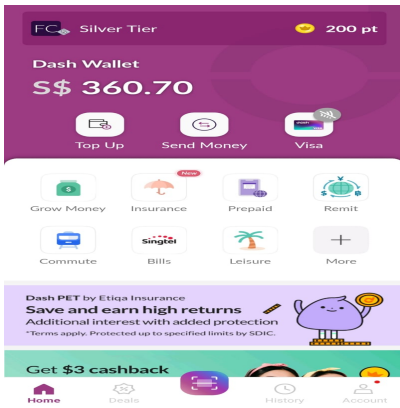 FC Silver Tier 200 pt
Dash Wallet
S$ 360.70
Top Up Send Money Visa
New
Grow Money Insurance Prepaid Remit
Singtel
Commute Bills Leisure More
Dash PET by Etiqa Insurance
Save and earn high returns
Additional interest with added protection
*Terms apply. Protected up to specified limits by SDIC.
Get $3 cashback
Home Deals History Account